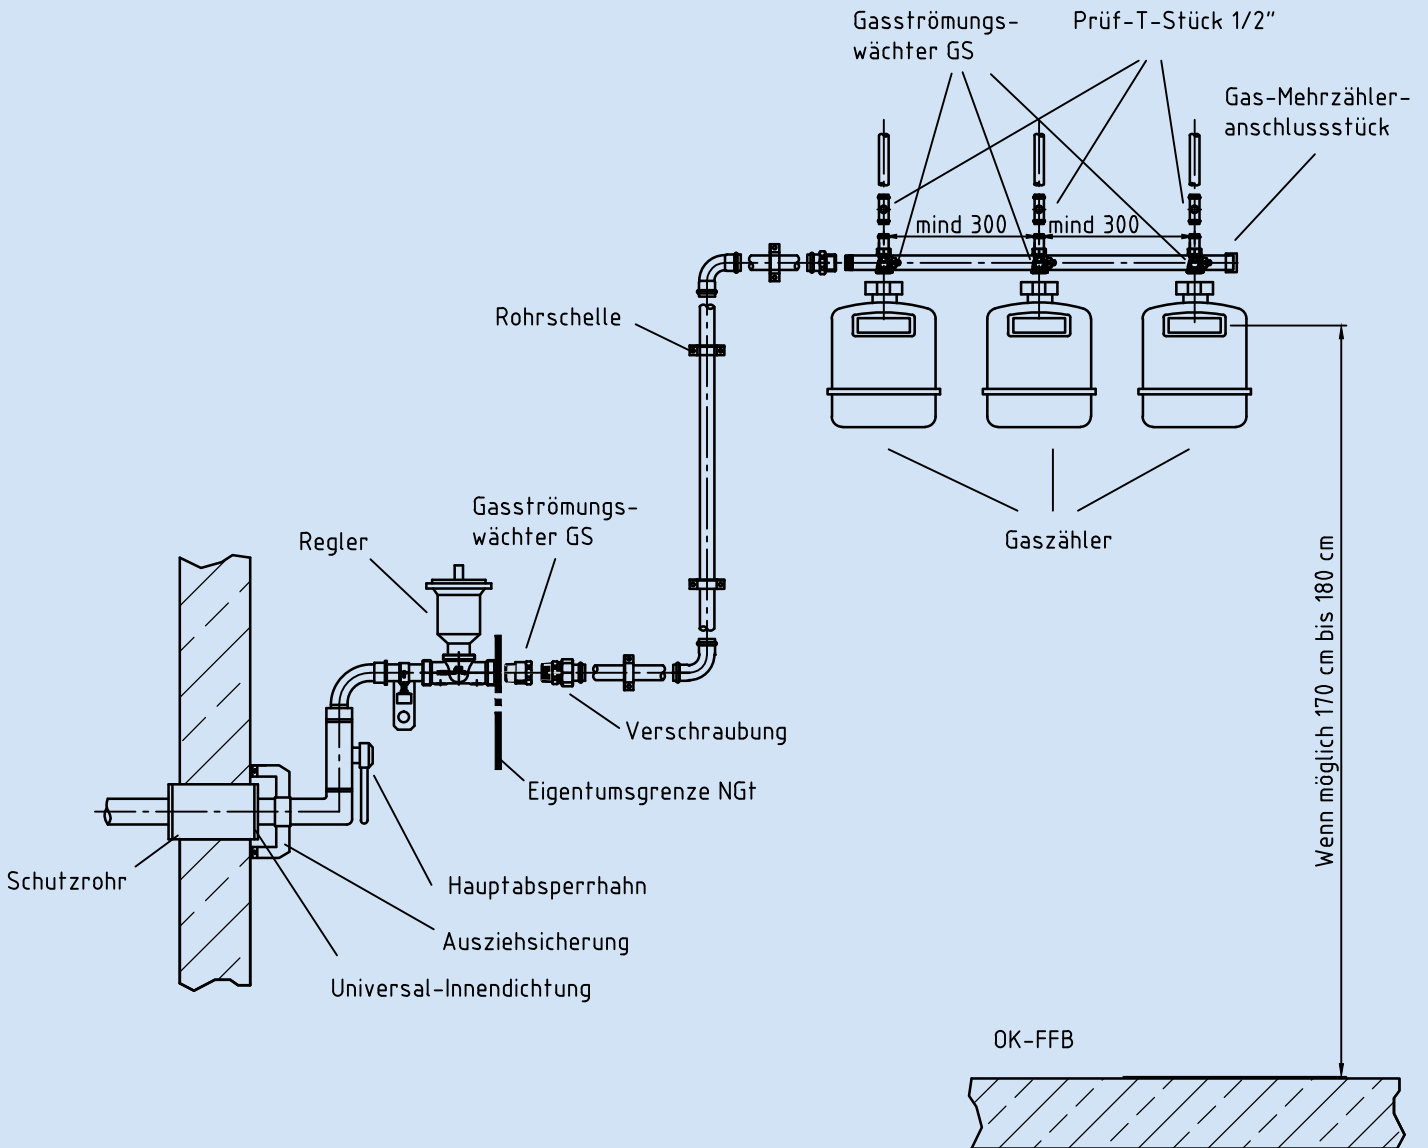 Gasströmungs-
wächter GS
Prüf-T-Stück 1/2"
Gas-Mehrzähler-
anschlussstück
mind 300
mind 300
Rohrschelle
Gasströmungs-
wächter GS
Regler
Gaszähler
Wenn möglich 170 cm bis 180 cm
Verschraubung
Eigentumsgrenze NGt
Schutzrohr
Hauptabsperrhahn
Ausziehsicherung
Universal-Innendichtung
OK-FFB